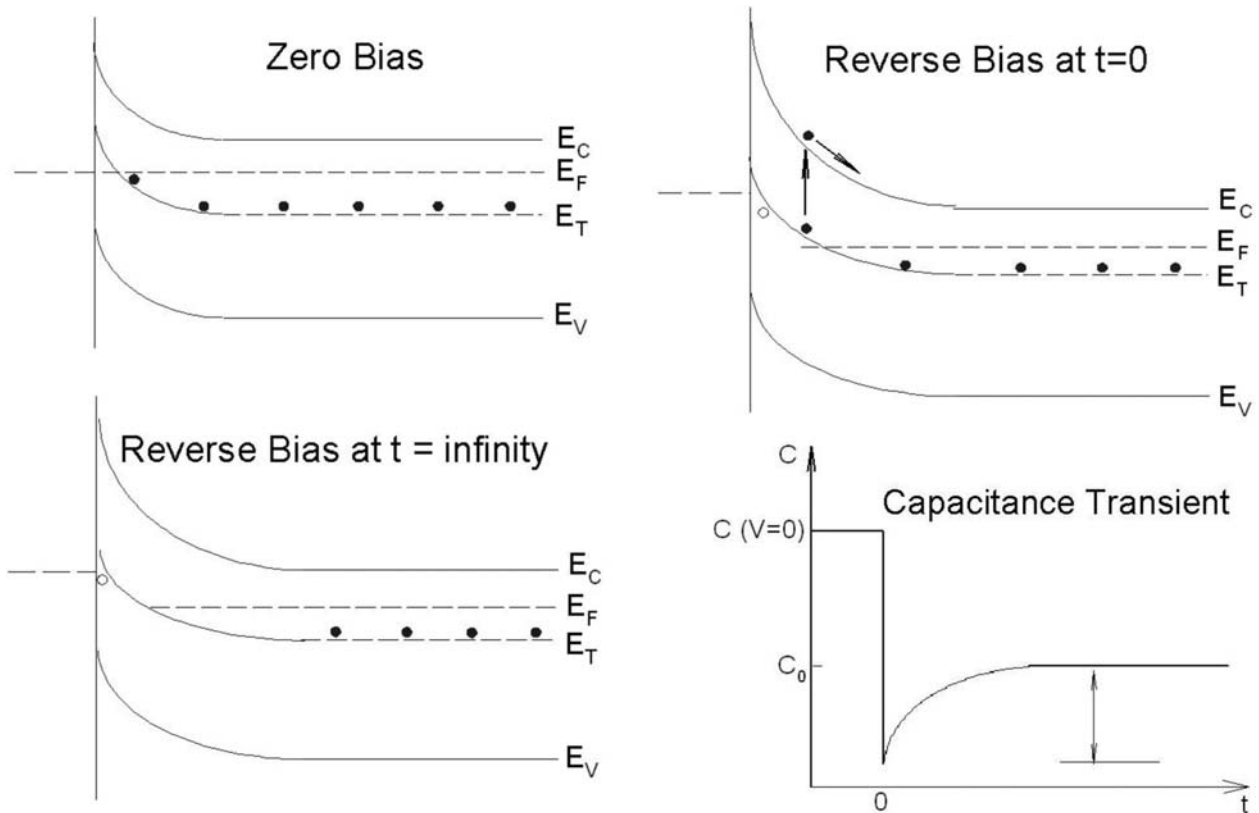 Zero Bias
E_C
E_F
E_T
E_V
Reverse Bias at t=0
E_C
E_F
E_T
E_V
Reverse Bias at t = infinity
E_C
E_F
E_T
E_V
C
Capacitance Transient
C (V=0)
C_0
0
t